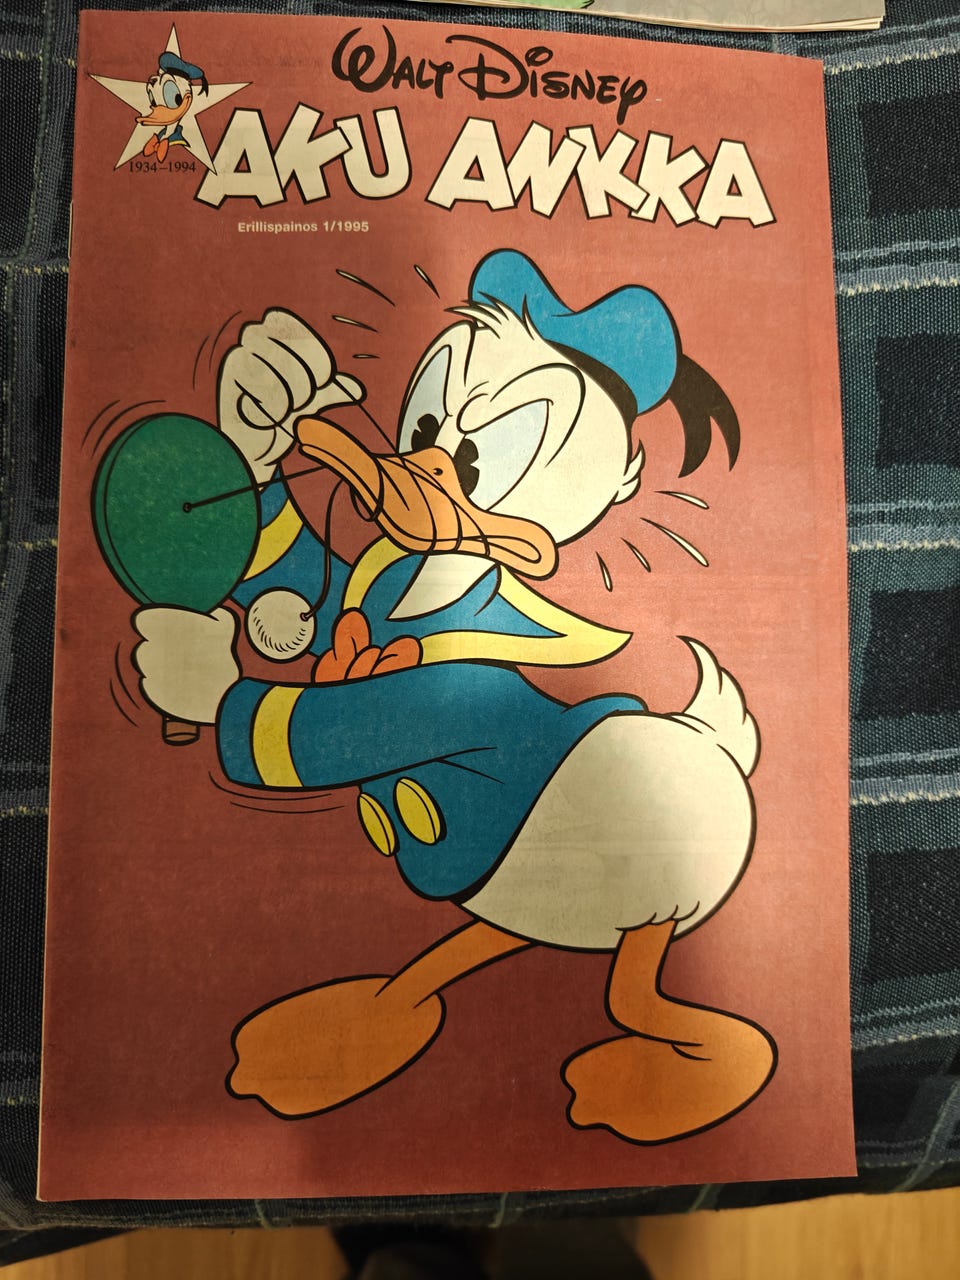 WALT DISNEY
1934–1994
AKU ANKKA
Erillispainos 1/1995